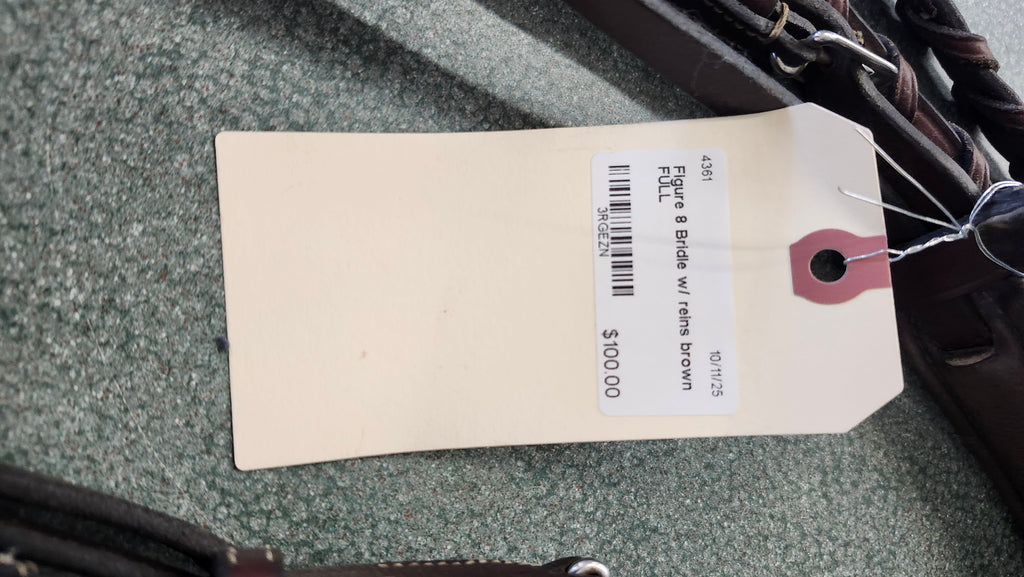 4361 10/11/25
Figure 8 Bridle w/ reins brown
FULL
3RGEZN $100.00